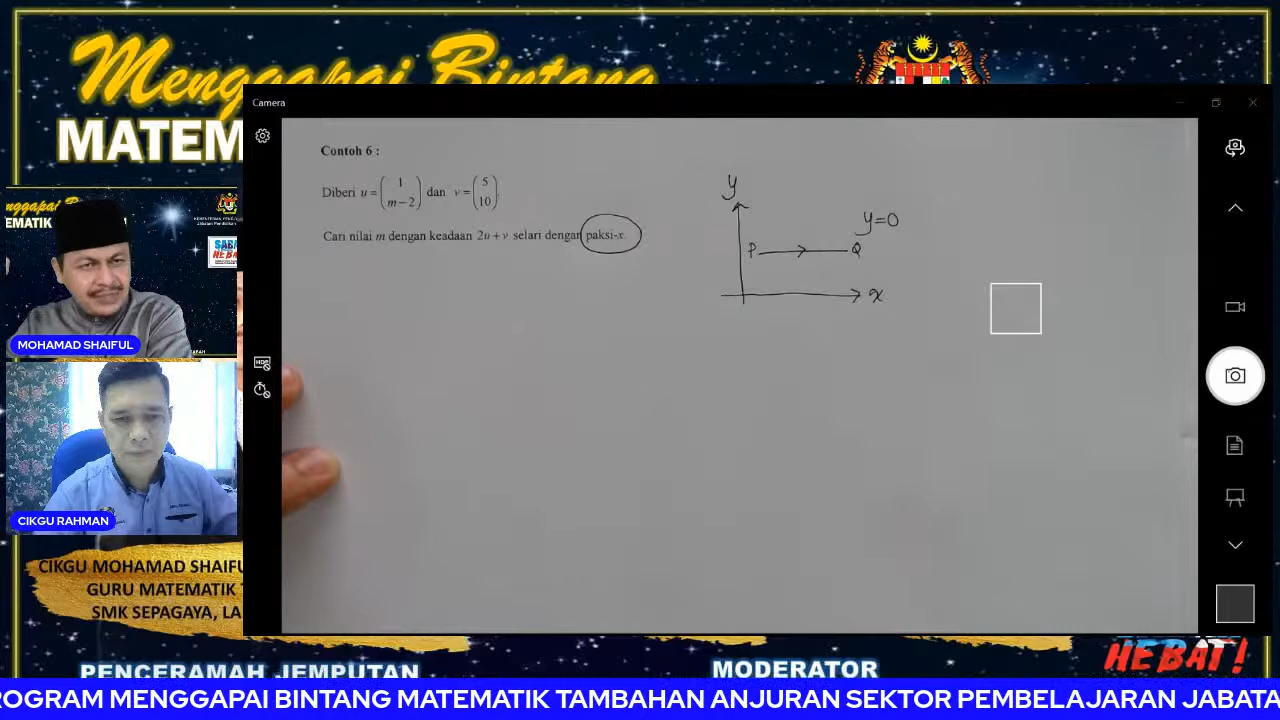 Menggapai Bintang
MATEM
Camera
Contoh 6 :
Diberi u = ( 1 m − 2 ) dan v = ( 5 10 )
Cari nilai m dengan keadaan 2u + v selari dengan paksi-x.
y
y=0
P
Q
x
MOHAMAD SHAIFUL
CIKGU RAHMAN
CIKGU MOHAMAD SHAIFU
GURU MATEMATIK
SMK SEPAGAYA, LA
PENCERAMAH JEMPUTAN
MODERATOR
HEBAT!
ROGRAM MENGGAPAI BINTANG MATEMATIK TAMBAHAN ANJURAN SEKTOR PEMBELAJARAN JABATA